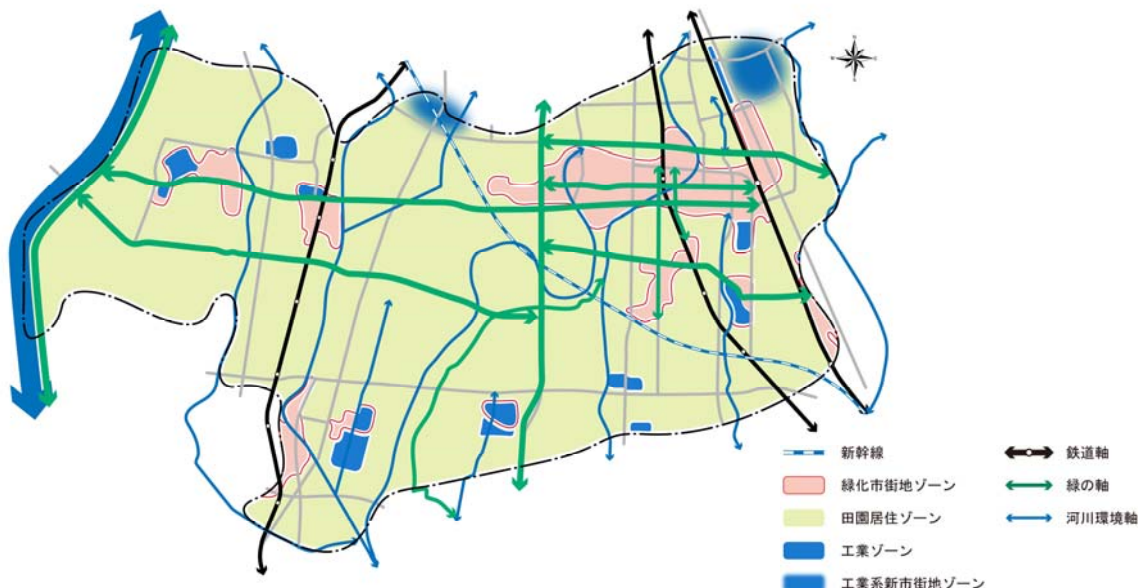 新幹線
緑化市街地ゾーン
田園居住ゾーン
工業ゾーン
工業系新市街地ゾーン
鉄道軸
緑の軸
河川環境軸